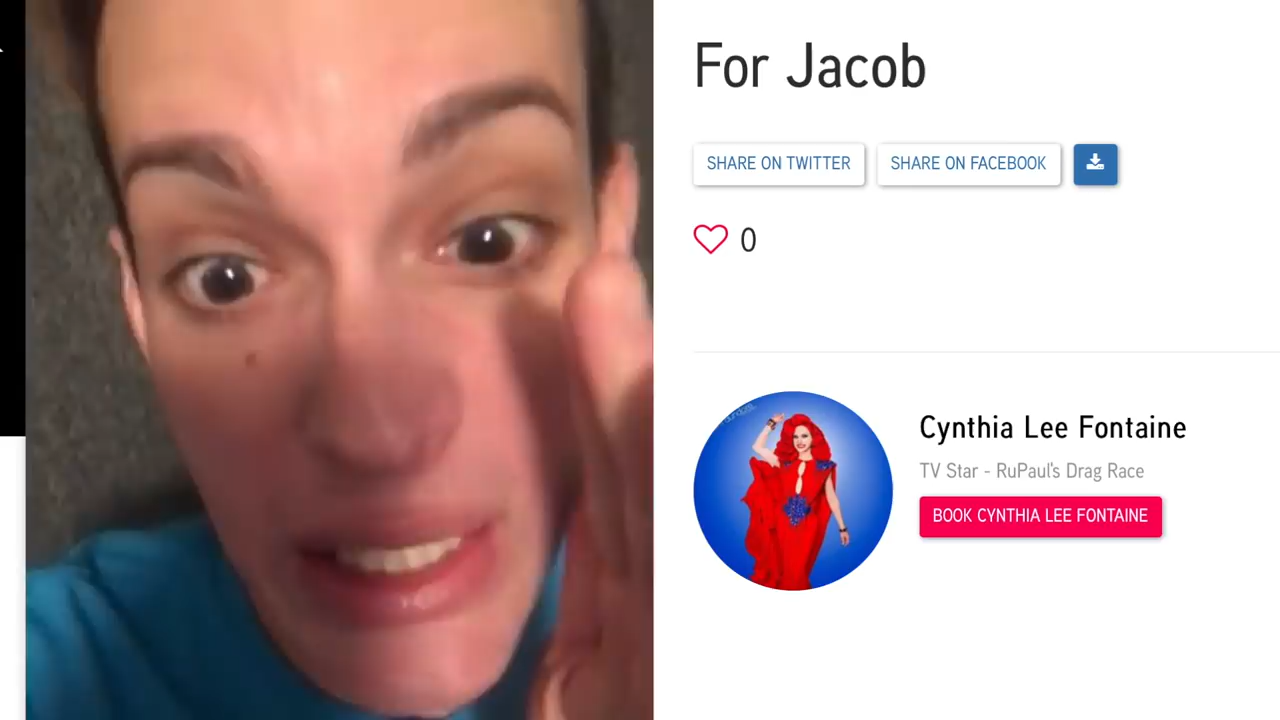 For Jacob
SHARE ON TWITTER SHARE ON FACEBOOK
0
Cynthia Lee Fontaine
TV Star - RuPaul's Drag Race
BOOK CYNTHIA LEE FONTAINE